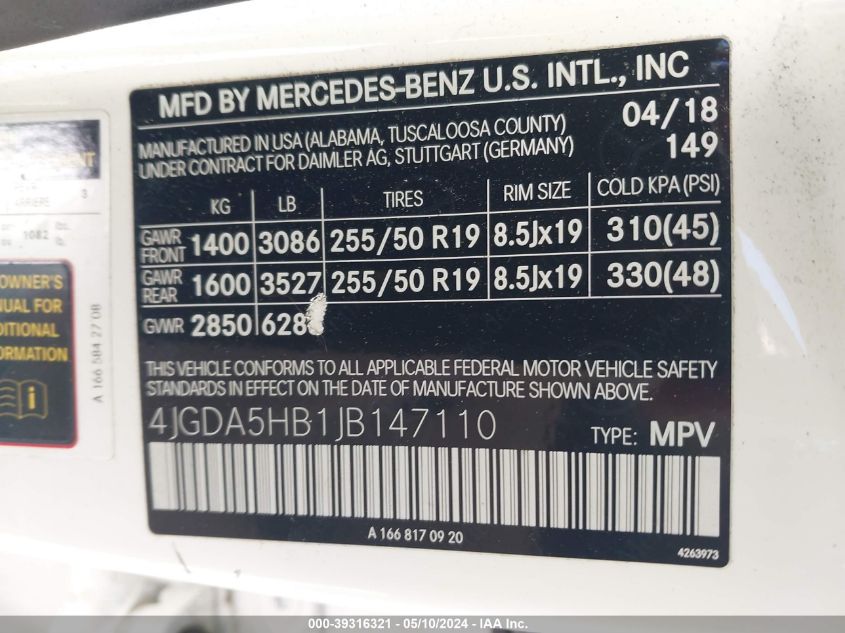 MFD BY MERCEDES-BENZ U.S. INTL., INC
MANUFACTURED IN USA (ALABAMA, TUSCALOOSA COUNTY) 04/18
UNDER CONTRACT FOR DAIMLER AG, STUTTGART (GERMANY) 149
KG LB TIRES RIM SIZE COLD KPA (PSI)
GAWR FRONT 1400 3086 255/50 R19 8.5Jx19 310(45)
GAWR REAR 1600 3527 255/50 R19 8.5Jx19 330(48)
GVWR 2850 628
THIS VEHICLE CONFORMS TO ALL APPLICABLE FEDERAL MOTOR VEHICLE SAFETY
STANDARDS IN EFFECT ON THE DATE OF MANUFACTURE SHOWN ABOVE.
4JGDA5HB1JB147110 TYPE: MPV
A 166 817 09 20
4263973
3
1082 lbs.
lb.
OWNER'S
FOR
A 166 584 27 08
000-39316321 - 05/10/2024 - IAA Inc.